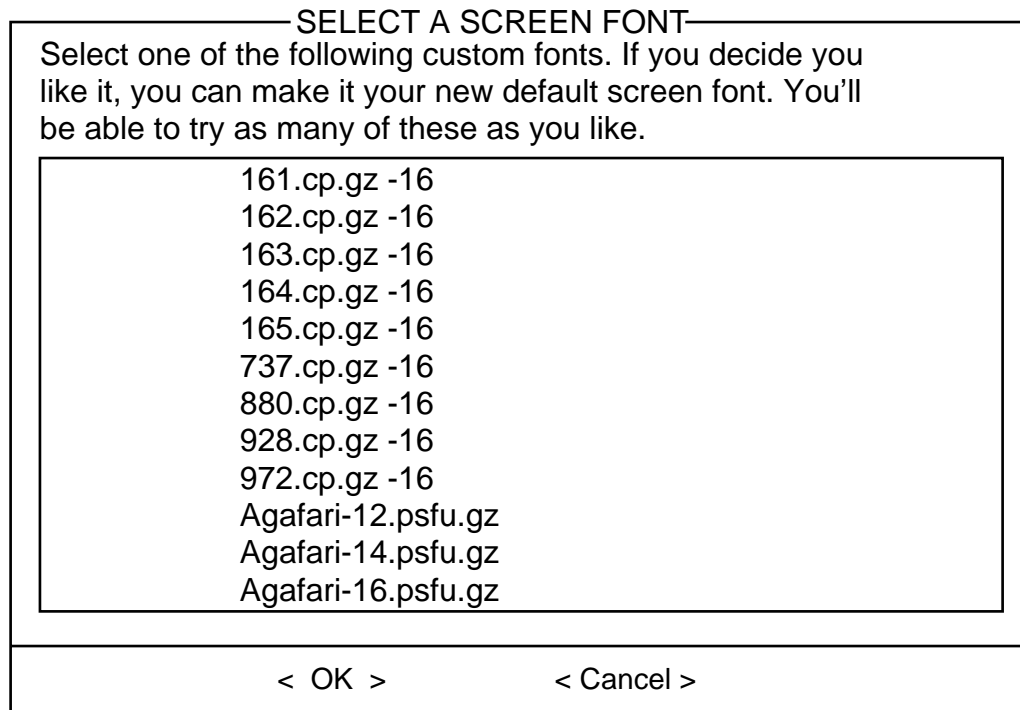 SELECT A SCREEN FONT
Select one of the following custom fonts. If you decide you
like it, you can make it your new default screen font. You’ll
be able to try as many of these as you like.
161.cp.gz -16
162.cp.gz -16
163.cp.gz -16
164.cp.gz -16
165.cp.gz -16
737.cp.gz -16
880.cp.gz -16
928.cp.gz -16
972.cp.gz -16
Agafari-12.psfu.gz
Agafari-14.psfu.gz
Agafari-16.psfu.gz
< OK > < Cancel >